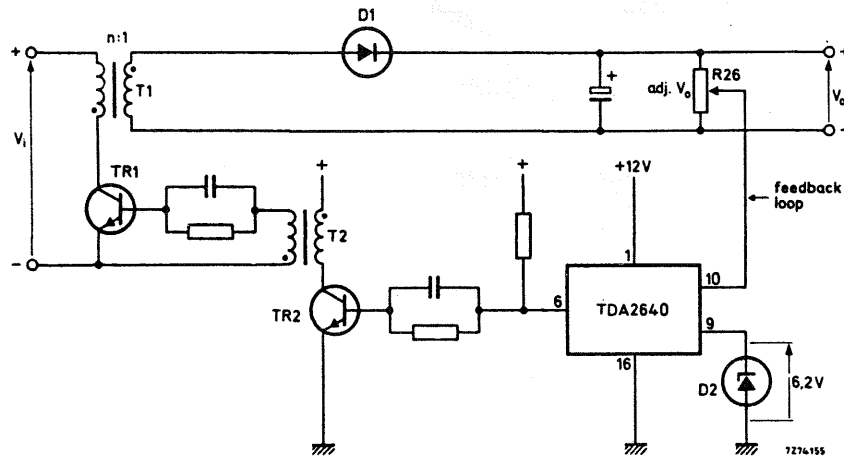 D1
+
n:1
+
T1
+
adj. Vo
R26
Vo
-
Vi
TR1
+
+
+12V
feedback
loop
T2
-
1
10
6
TDA2640
TR2
9
16
D2
6,2V
7Z74155